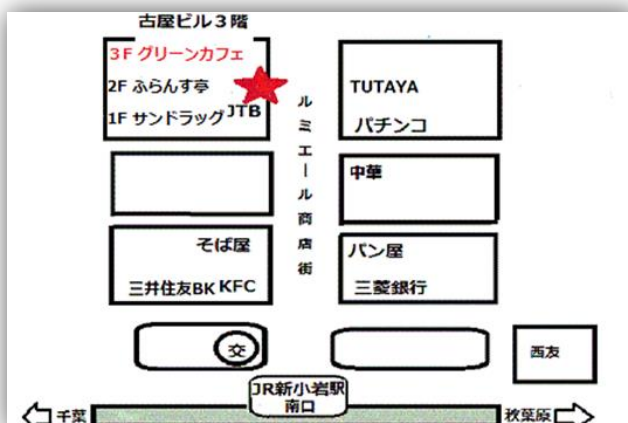 古屋ビル3階
3F グリーンカフェ
2F ふらんす亭
1F サンドラッグ JTB
ルミエール商店街
TUTAYA
パチンコ
中華
そば屋
三井住友BK KFC
パン屋
三菱銀行
交
西友
JR新小岩駅
南口
千葉
秋葉原